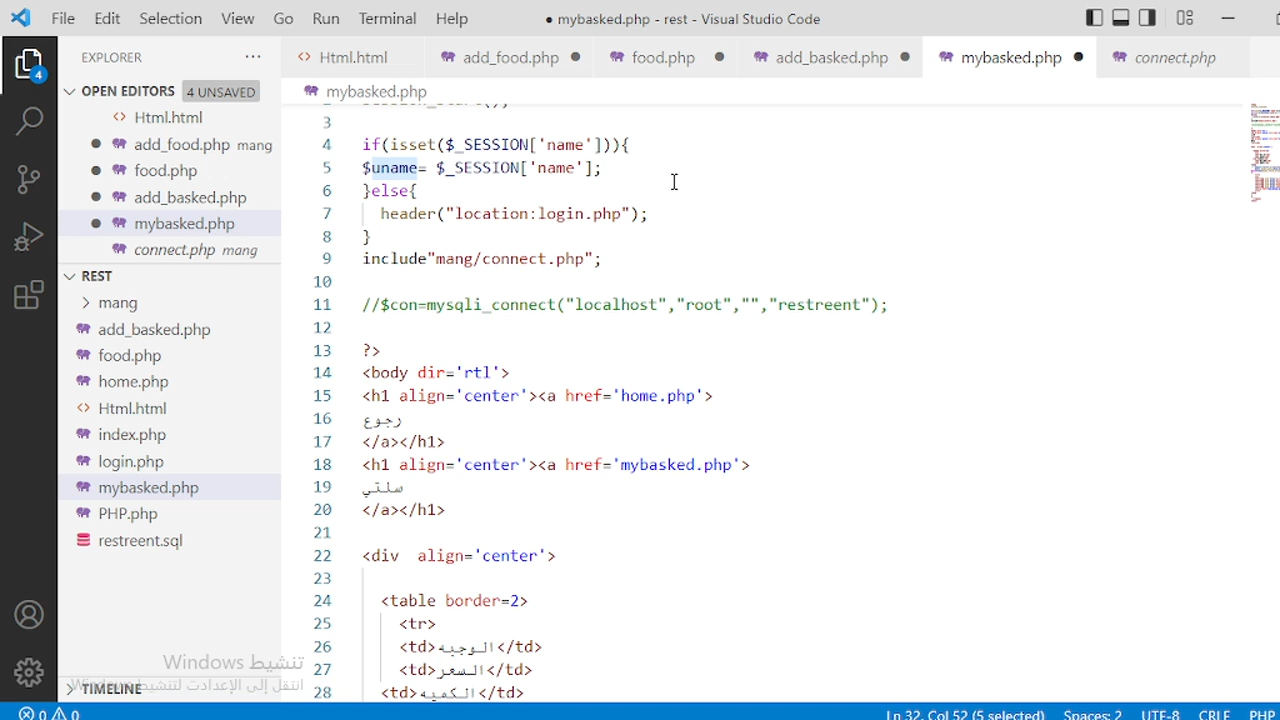 File Edit Selection View Go Run Terminal Help
● mybasked.php - rest - Visual Studio Code
EXPLORER
Html.html add_food.php food.php add_basked.php mybasked.php connect.php
OPEN EDITORS 4 UNSAVED
Html.html
add_food.php mang
food.php
add_basked.php
mybasked.php
connect.php mang
REST
mang
add_basked.php
food.php
home.php
Html.html
index.php
login.php
mybasked.php
PHP.php
restreent.sql
TIMELINE
mybasked.php
3
4 if(isset($_SESSION['name'])){
5 $uname= $_SESSION['name'];
6 }else{
7 header("location:login.php");
8 }
9 include"mang/connect.php";
10
11 //$con=mysqli_connect("localhost","root","","restreent");
12
13 ?>
14 <body dir='rtl'>
15 <h1 align='center'><a href='home.php'>
16 رجوع
17 </a></h1>
18 <h1 align='center'><a href='mybasked.php'>
19 سلتي
20 </a></h1>
21
22 <div  align='center'>
23
24 <table border=2>
25 <tr>
26 <td>الوجبه</td>
27 <td>السعر</td>
28 <td>الكميه</td>
تنشيط Windows
انتقل إلى الإعدادت لتنشيط Windows
0 0
Ln 32, Col 52 (5 selected) Spaces: 2 UTF-8 CRLF PHP
4